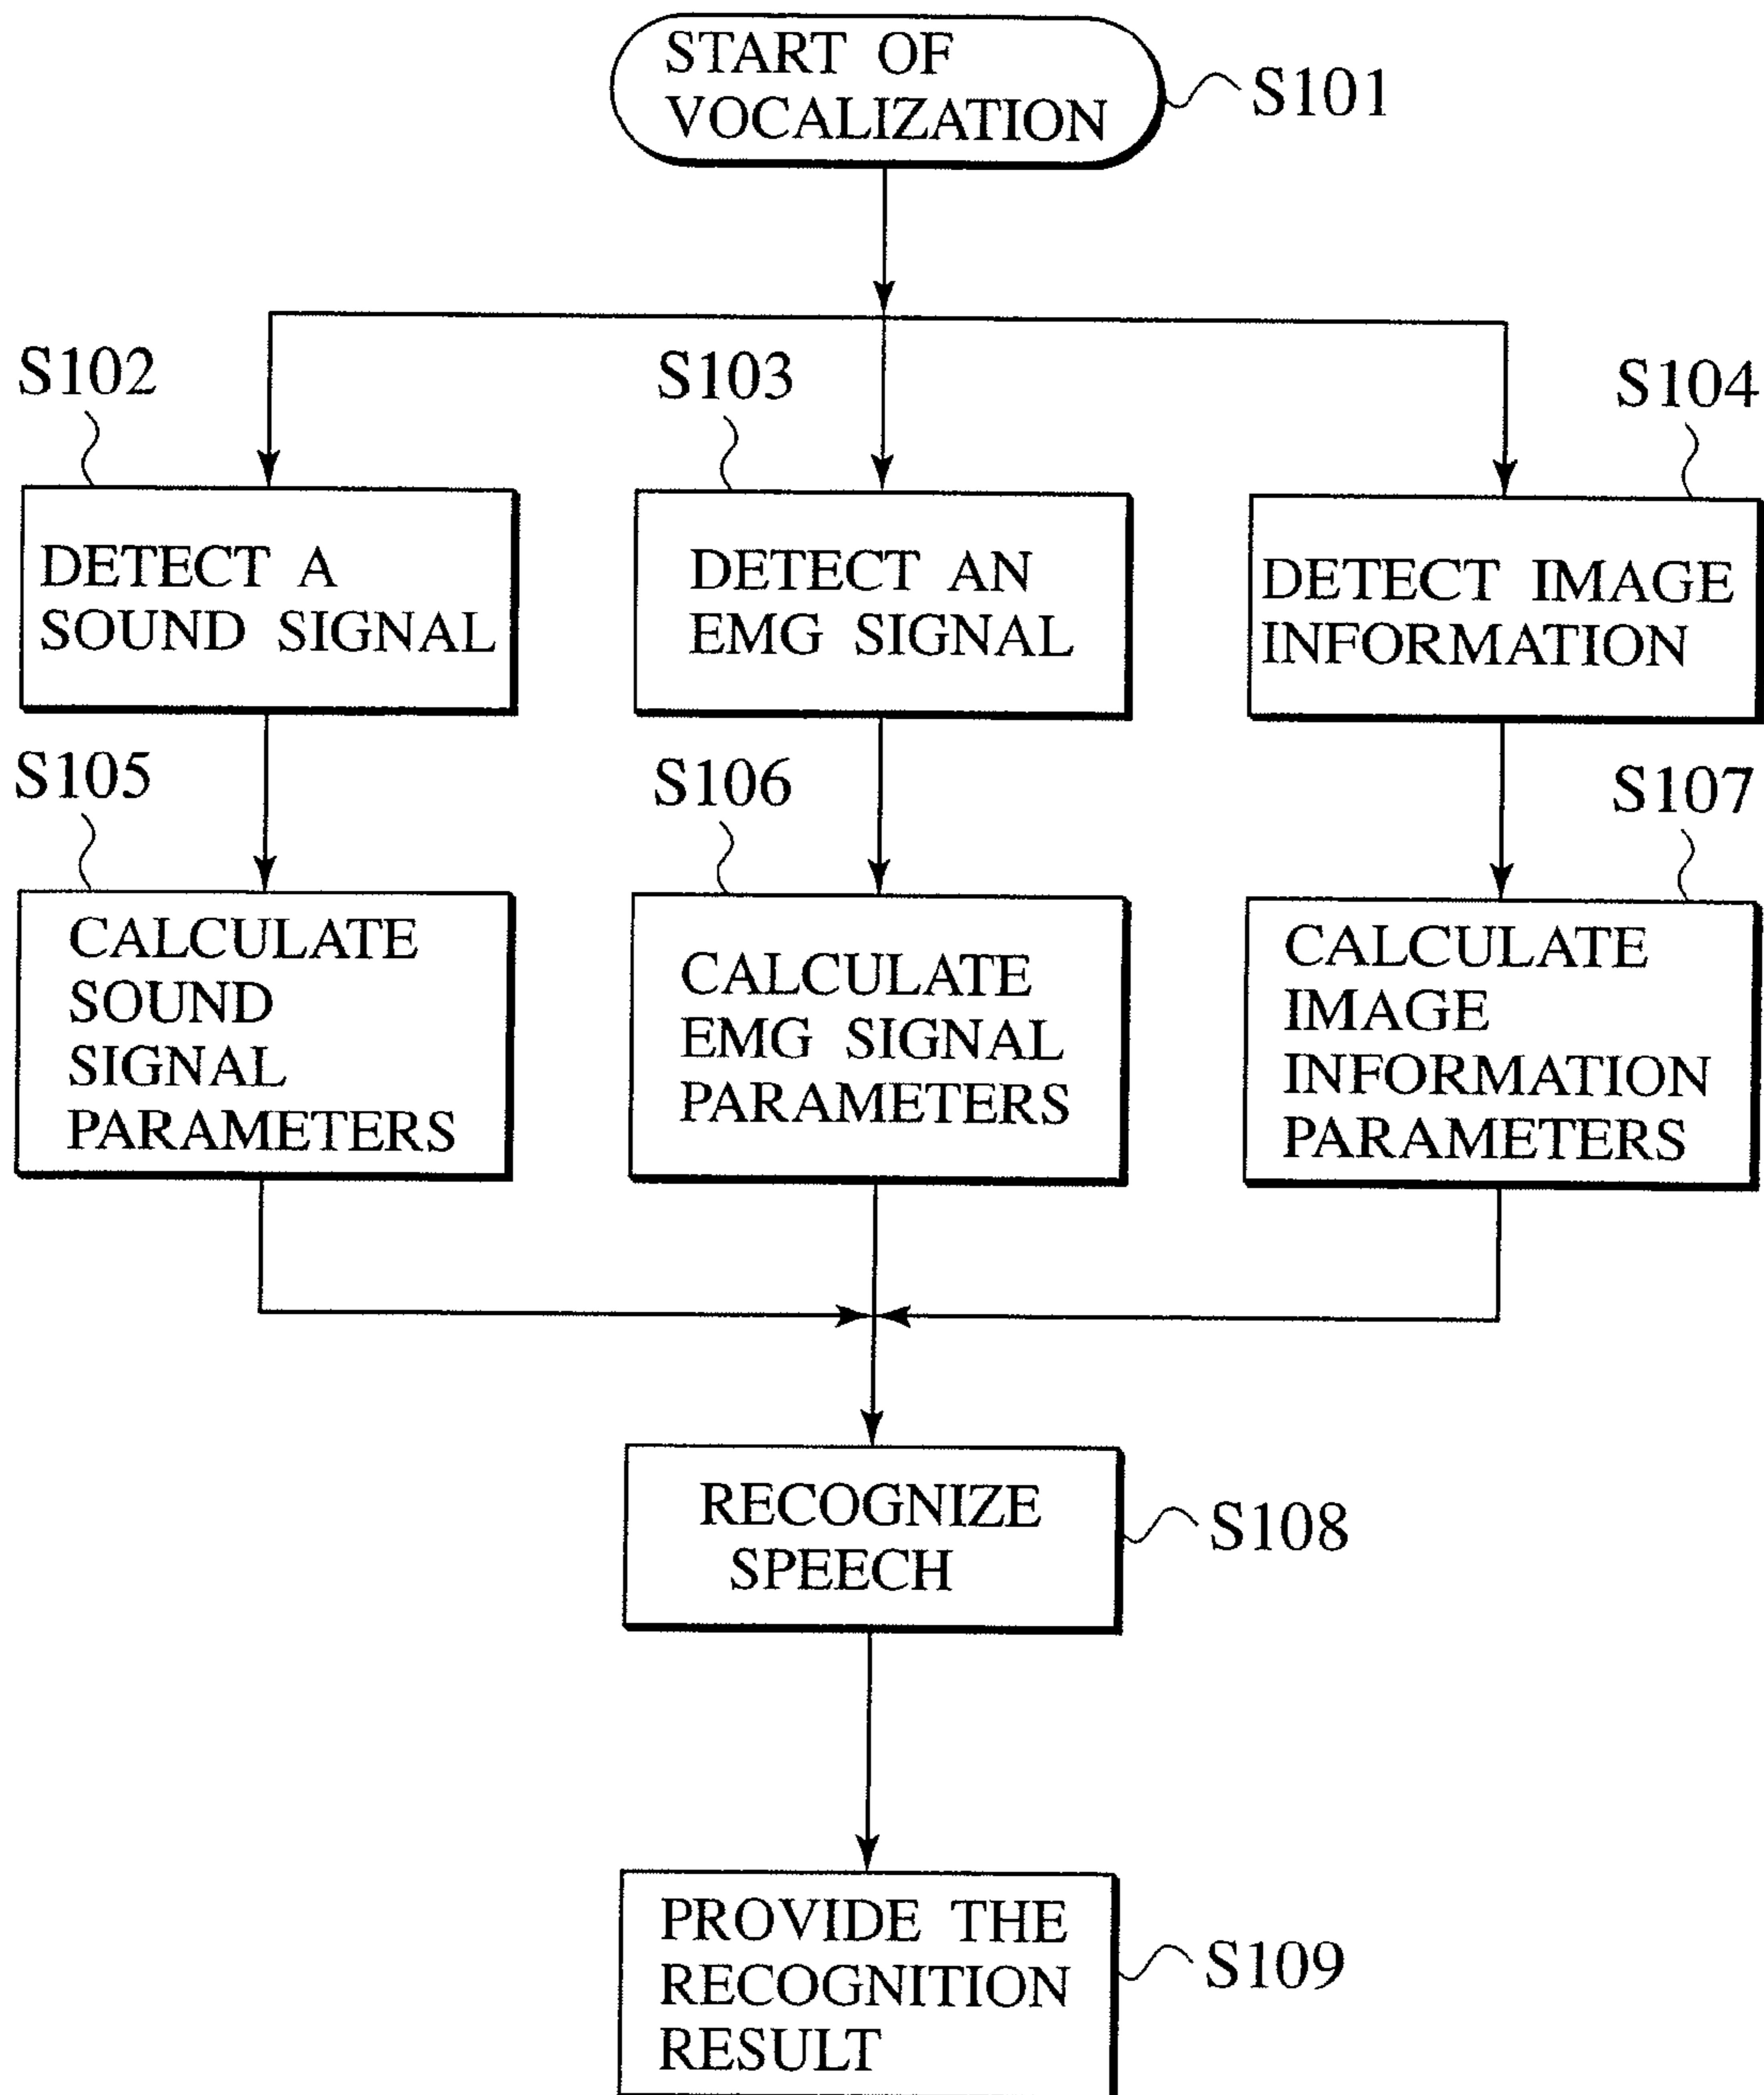 START OF
VOCALIZATION
S101
S102
S103
S104
DETECT A
SOUND SIGNAL
DETECT AN
EMG SIGNAL
DETECT IMAGE
INFORMATION
S105
S106
S107
CALCULATE
SOUND
SIGNAL
PARAMETERS
CALCULATE
EMG SIGNAL
PARAMETERS
CALCULATE
IMAGE
INFORMATION
PARAMETERS
RECOGNIZE
SPEECH
S108
PROVIDE THE
RECOGNITION
RESULT
S109